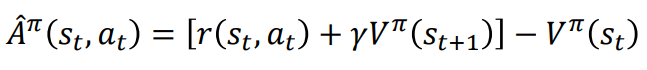 Â^π(s_t, a_t) = [r(s_t, a_t) + γV^π(s_{t+1})] − V^π(s_t)